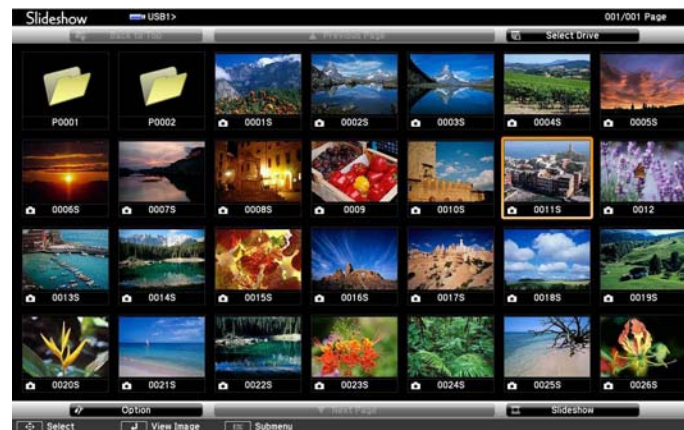 Slideshow USB1> 001/001 Page
Back to Top Previous Page Select Drive
P0001 P0002 0001S 0002S 0003S 0004S 0005S
0006S 0007S 0008S 0009 0010S 0011S 0012
0013S 0014S 0015S 0016S 0017S 0018S 0019S
0020S 0021S 0022S 0023S 0024S 0025S 0026S
Option Next Page Slideshow
Select View Image Esc Submenu